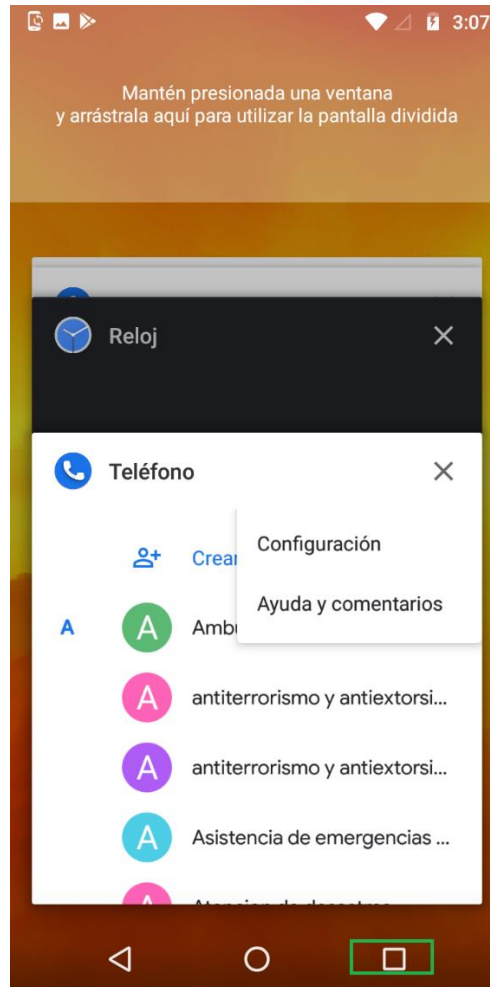 3:07
Mantén presionada una ventana
y arrástrala aquí para utilizar la pantalla dividida
Reloj
Teléfono
Crear
Configuración
Ayuda y comentarios
A
A Ambu
A antiterrorismo y antiextorsi...
A antiterrorismo y antiextorsi...
A Asistencia de emergencias ...